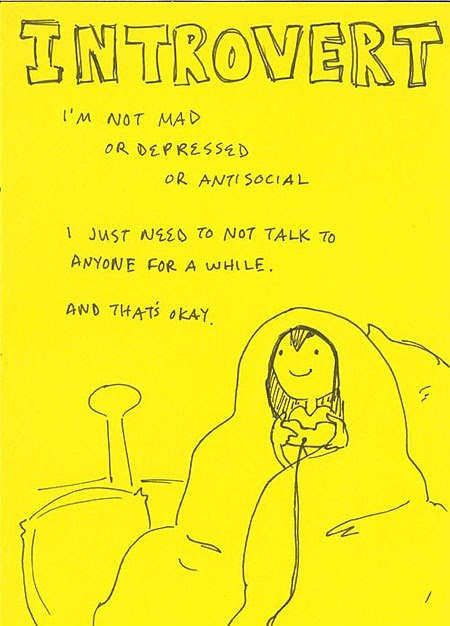 INTROVERT
I'M NOT MAD
OR DEPRESSED
OR ANTISOCIAL
I JUST NEED TO NOT TALK TO
ANYONE FOR A WHILE.
AND THAT'S OKAY.